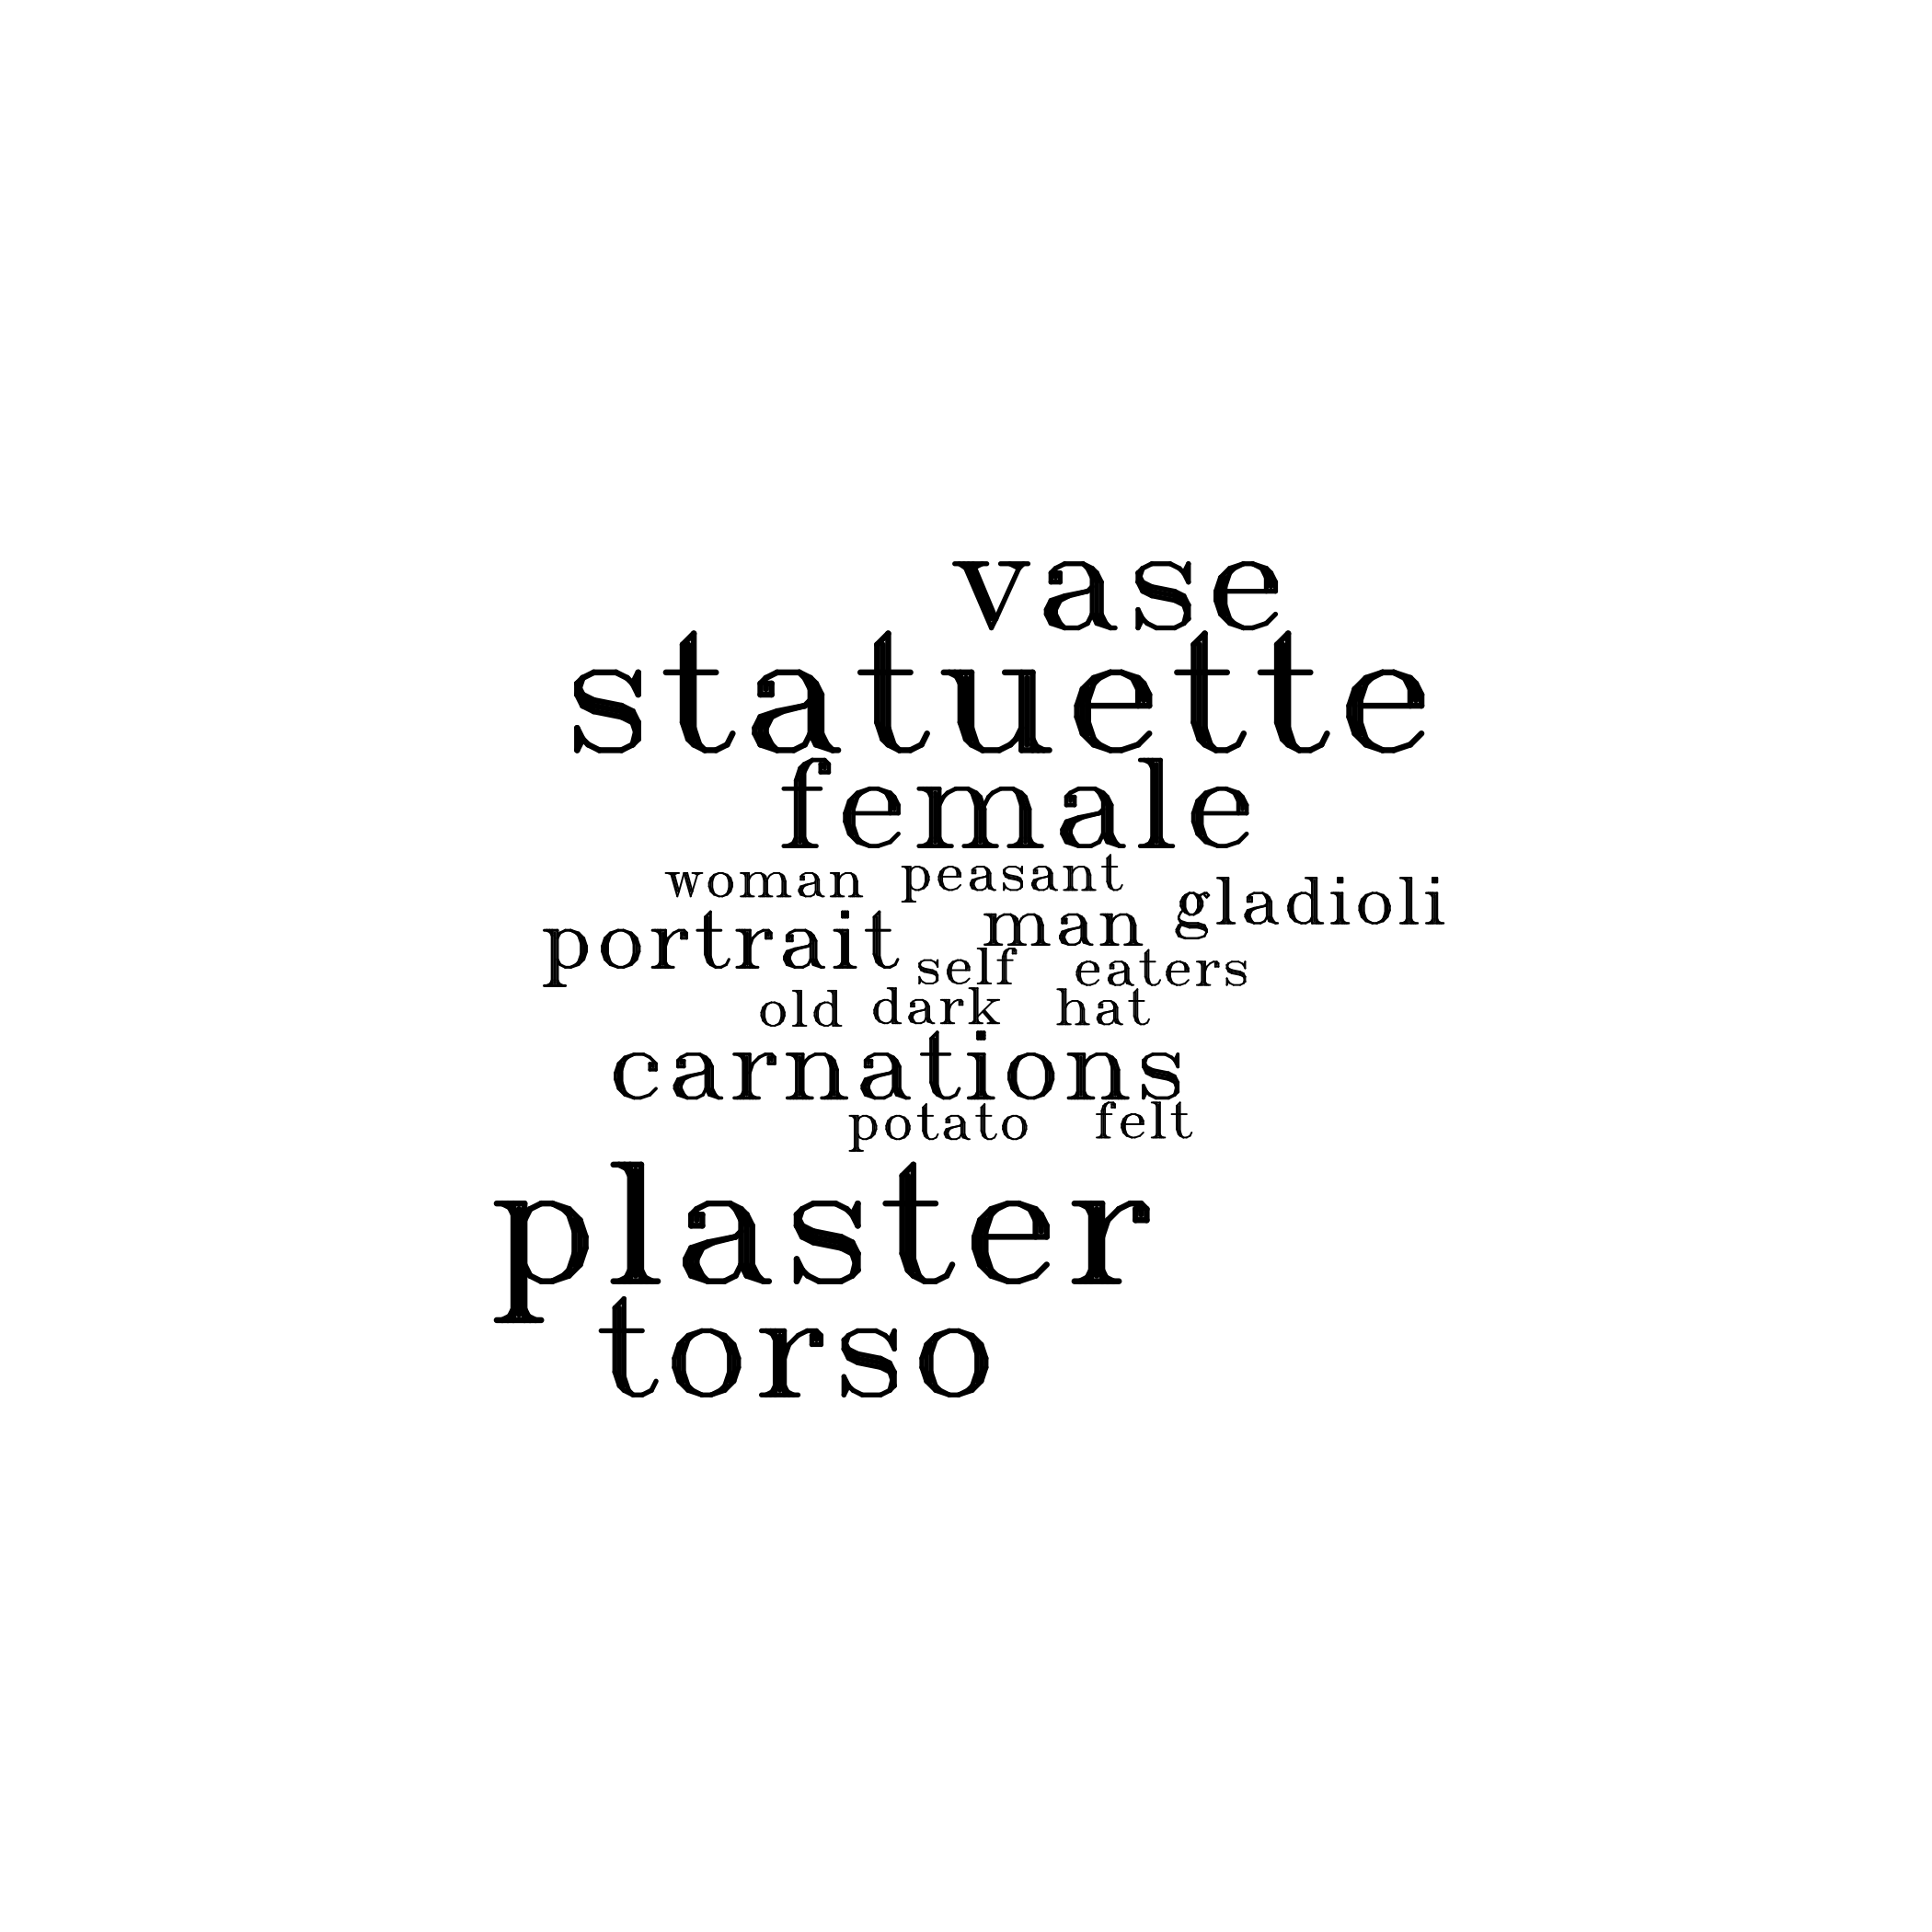 vase
statuette
female
woman peasant gladioli
portrait man
self eaters
old dark hat
carnations
potato felt
plaster
torso